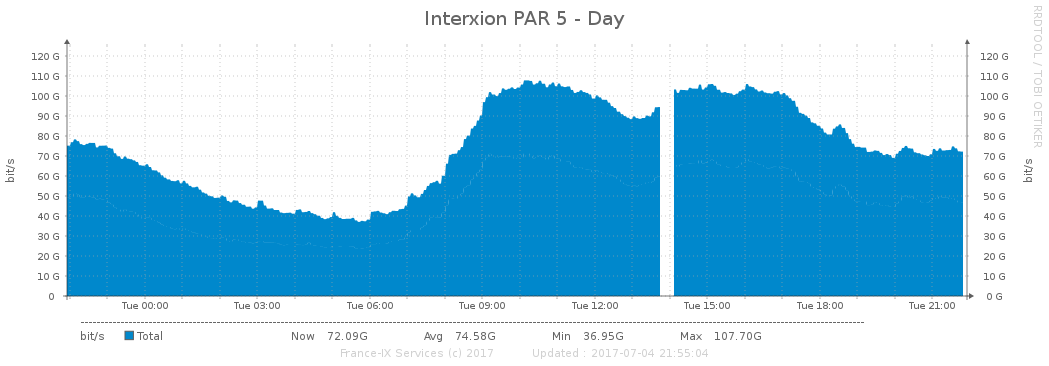 Interxion PAR 5 - Day
RRDTOOL / TOBI OETIKER
bit/s
120 G
110 G
100 G
90 G
80 G
70 G
60 G
50 G
40 G
30 G
20 G
10 G
0
120 G
110 G
100 G
90 G
80 G
70 G
60 G
50 G
40 G
30 G
20 G
10 G
0 G
bit/s
Tue 00:00 Tue 03:00 Tue 06:00 Tue 09:00 Tue 12:00 Tue 15:00 Tue 18:00 Tue 21:00
bit/s Total Now 72.09G Avg 74.58G Min 36.95G Max 107.70G
France-IX Services (c) 2017 Updated : 2017-07-04 21:55:04